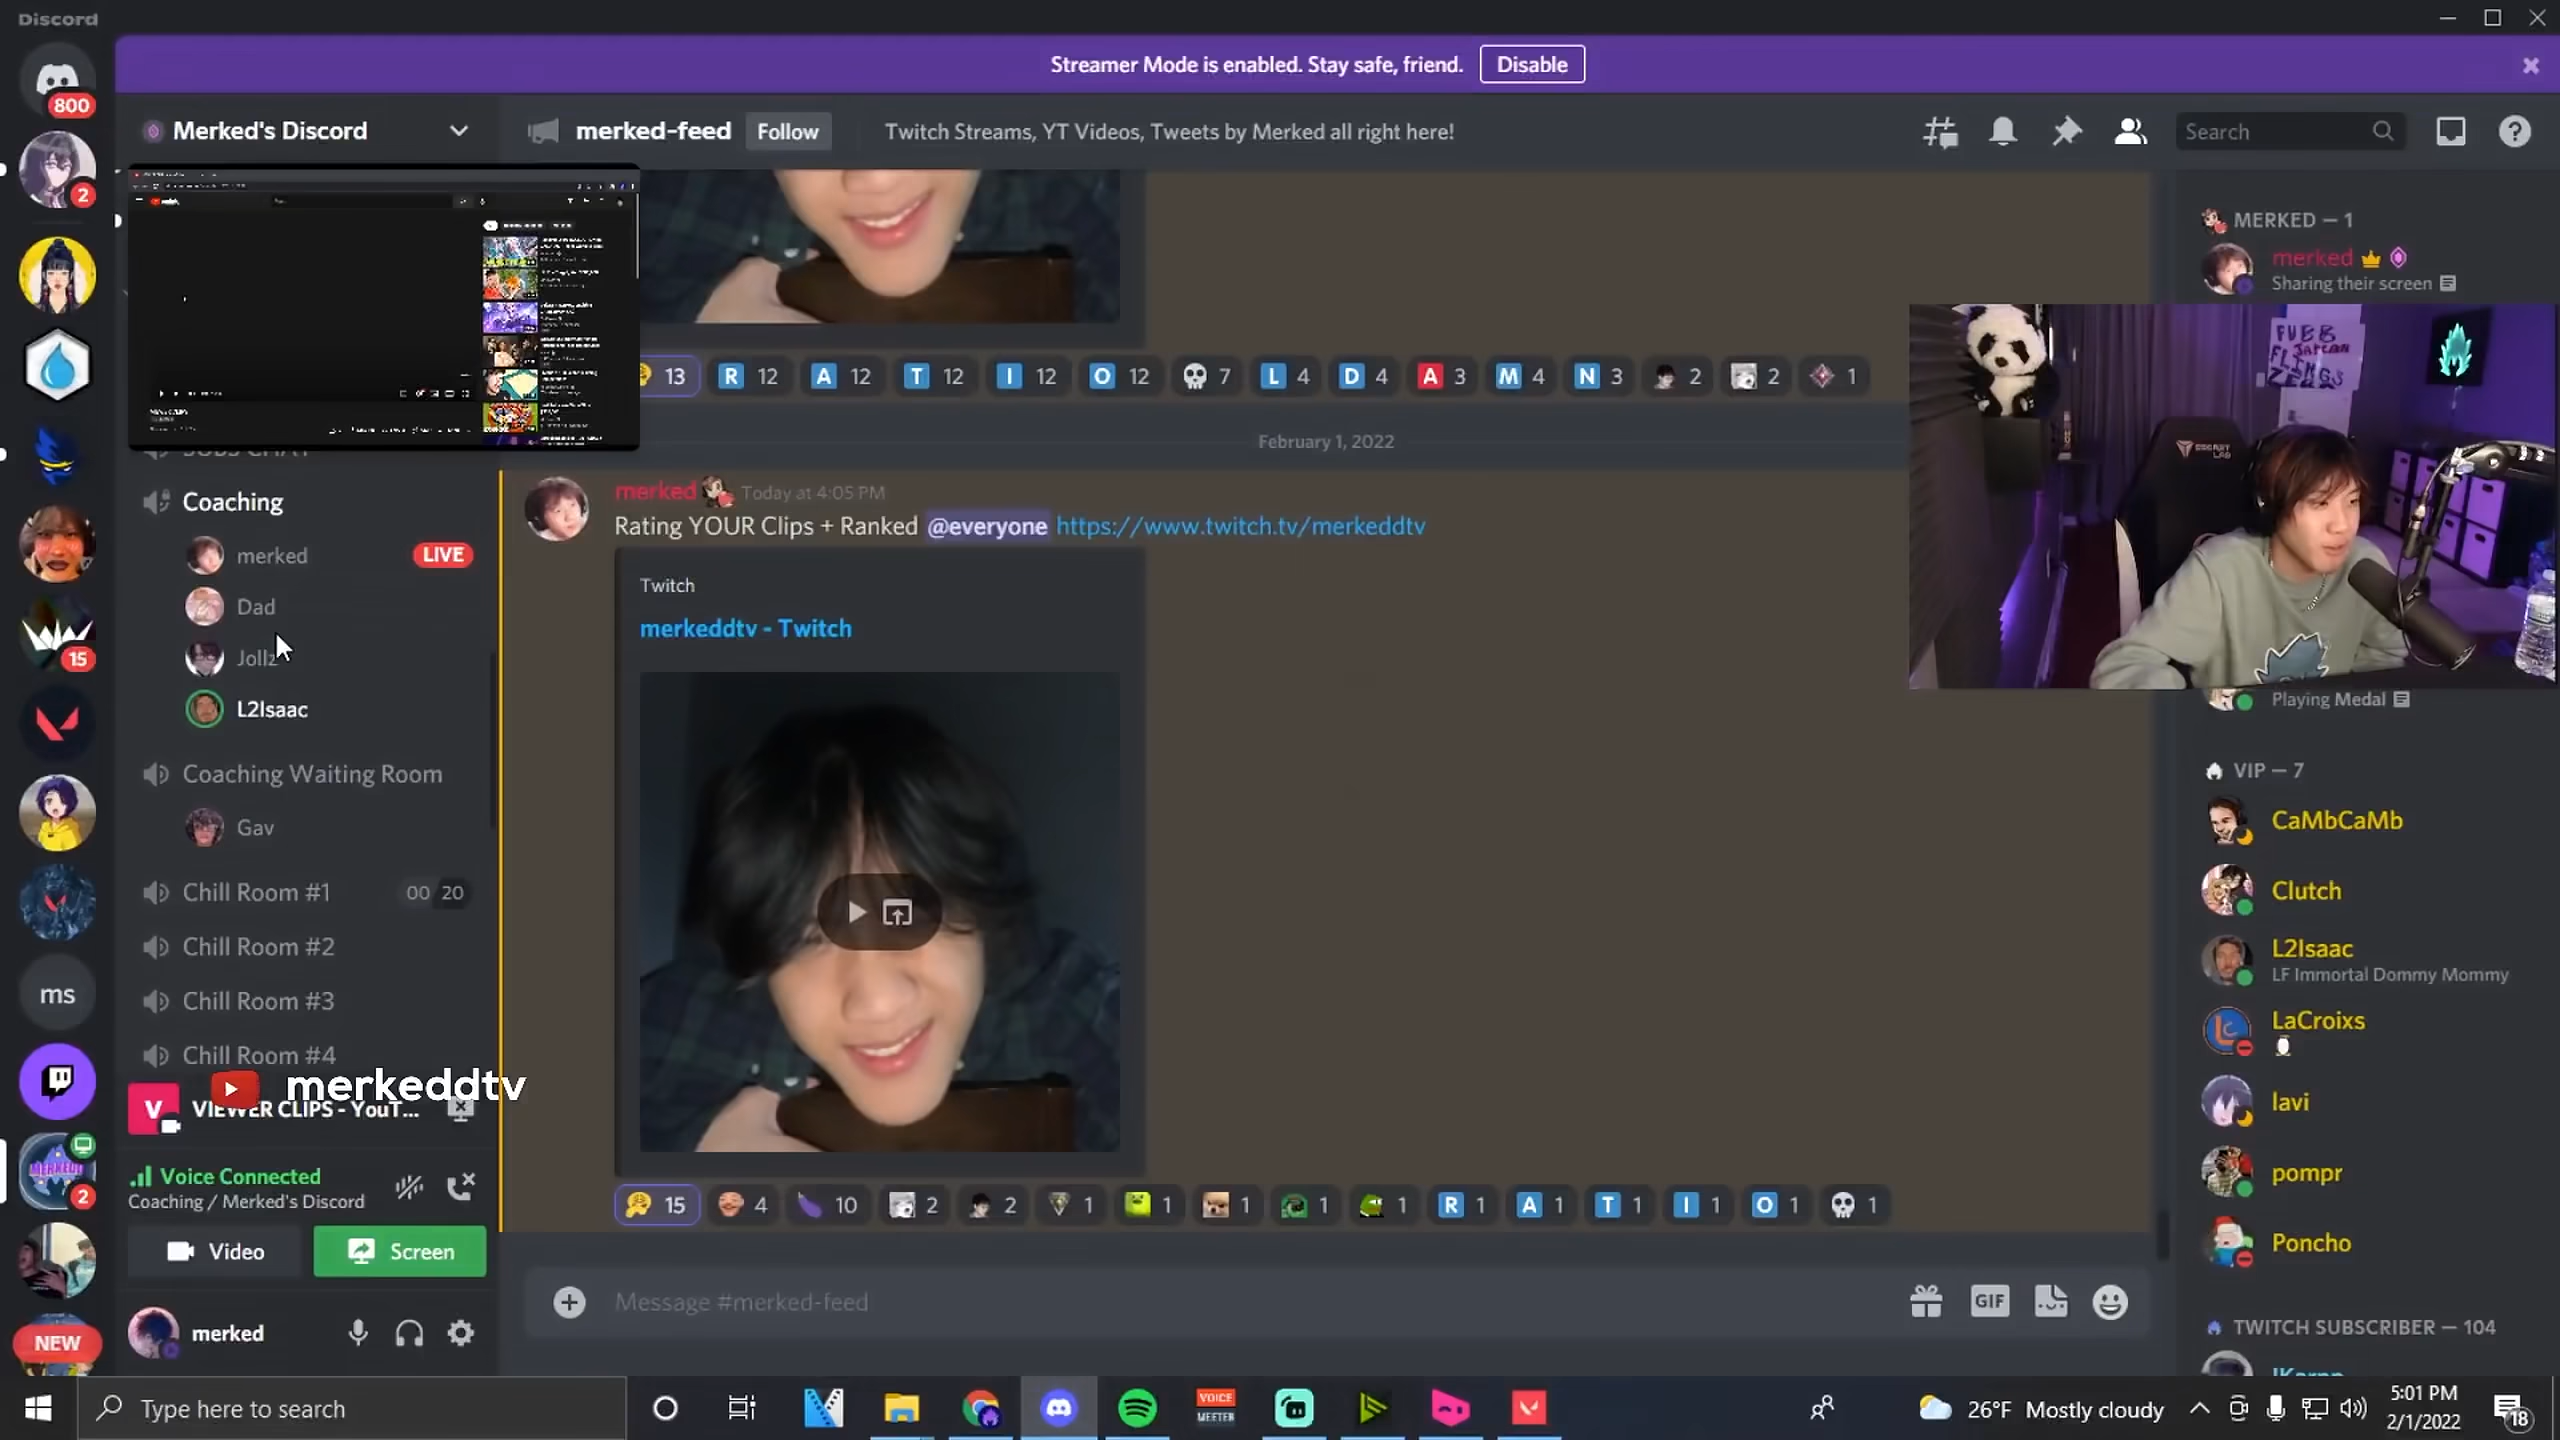 Discord
Streamer Mode is enabled. Stay safe, friend. Disable
800
Merked's Discord
merked-feed Follow Twitch Streams, YT Videos, Tweets by Merked all right here!
Search
2
MERKED — 1
merked
Sharing their screen
13 R 12 A 12 T 12 I 12 O 12 7 L 4 D 4 A 3 M 4 N 3 2 2 1
February 1, 2022
SUBS CHAT
Coaching
merked LIVE
Dad
Jollz
L2Isaac
Coaching Waiting Room
Gav
Chill Room #1 00 20
Chill Room #2
Chill Room #3
Chill Room #4
merked Today at 4:05 PM
Rating YOUR Clips + Ranked @everyone https://www.twitch.tv/merkeddtv
Twitch
merkeddtv - Twitch
15 4 10 2 2 1 1 1 1 1 R 1 A 1 T 1 I 1 O 1 1
Playing Medal
VIP — 7
CaMbCaMb
Clutch
L2Isaac
LF Immortal Dommy Mommy
LaCroixs
lavi
pompr
Poncho
TWITCH SUBSCRIBER — 104
15
ms
merkeddtv
V VIEWER CLIPS - YouT...
2
Voice Connected
Coaching / Merked's Discord
Video Screen
merked
NEW
Message #merked-feed
GIF
Type here to search
VOICE
MEETER
26°F Mostly cloudy
5:01 PM
2/1/2022
18